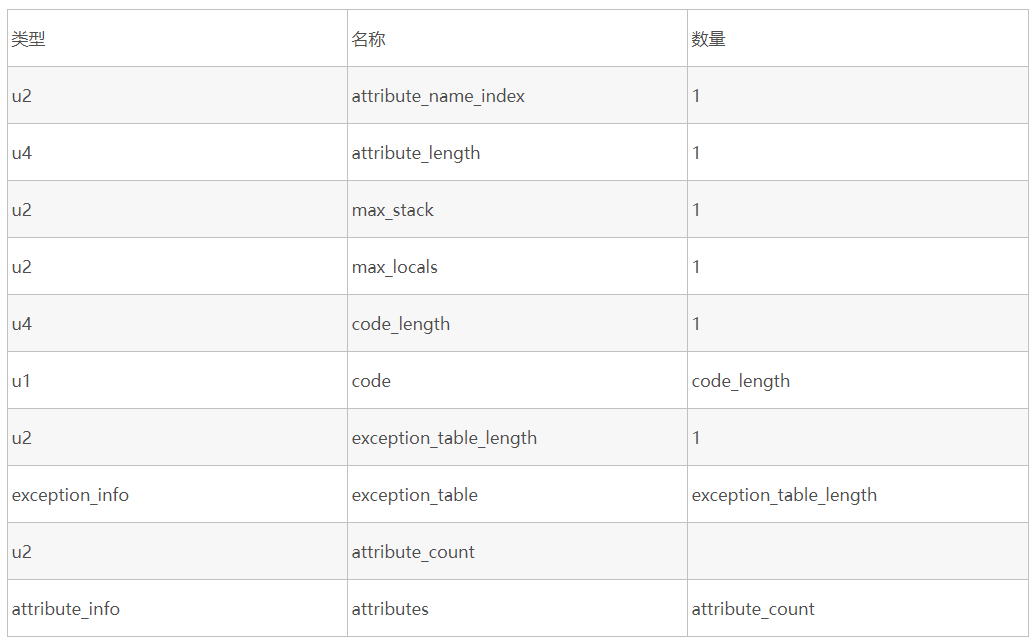 类型 名称 数量
u2 attribute_name_index 1
u4 attribute_length 1
u2 max_stack 1
u2 max_locals 1
u4 code_length 1
u1 code code_length
u2 exception_table_length 1
exception_info exception_table exception_table_length
u2 attribute_count
attribute_info attributes attribute_count